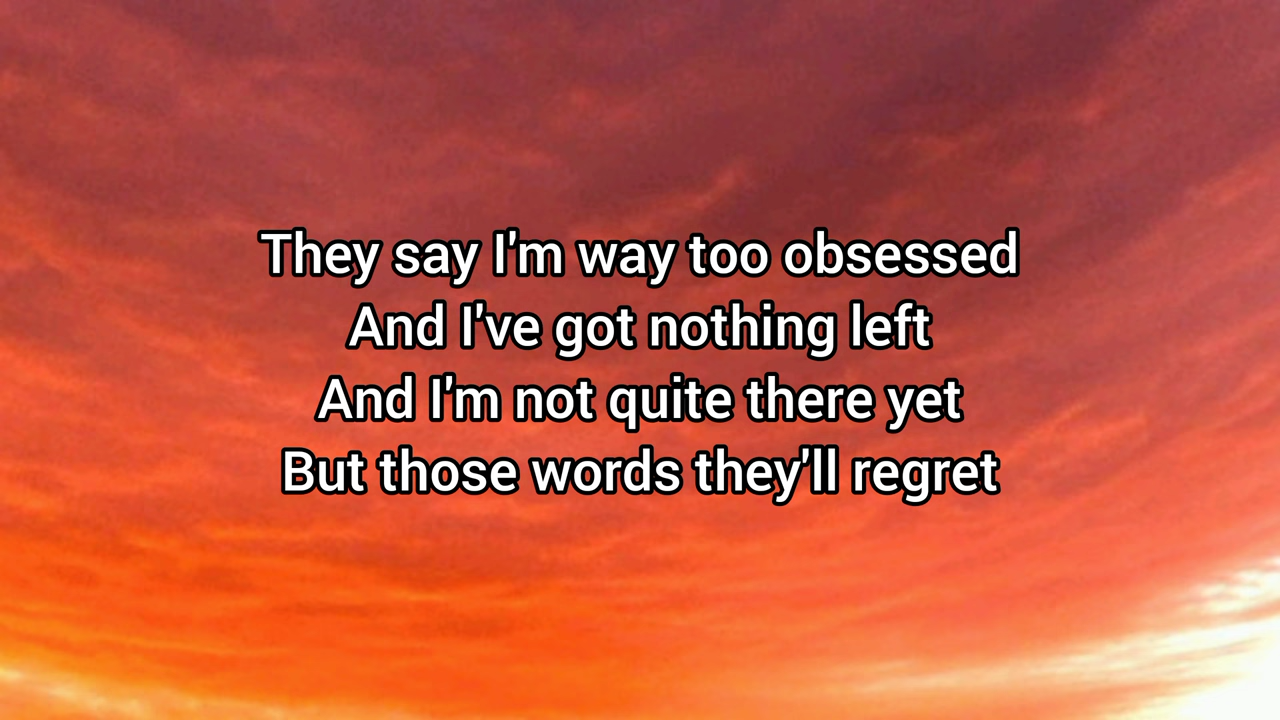 They say I'm way too obsessed
And I've got nothing left
And I'm not quite there yet
But those words they'll regret